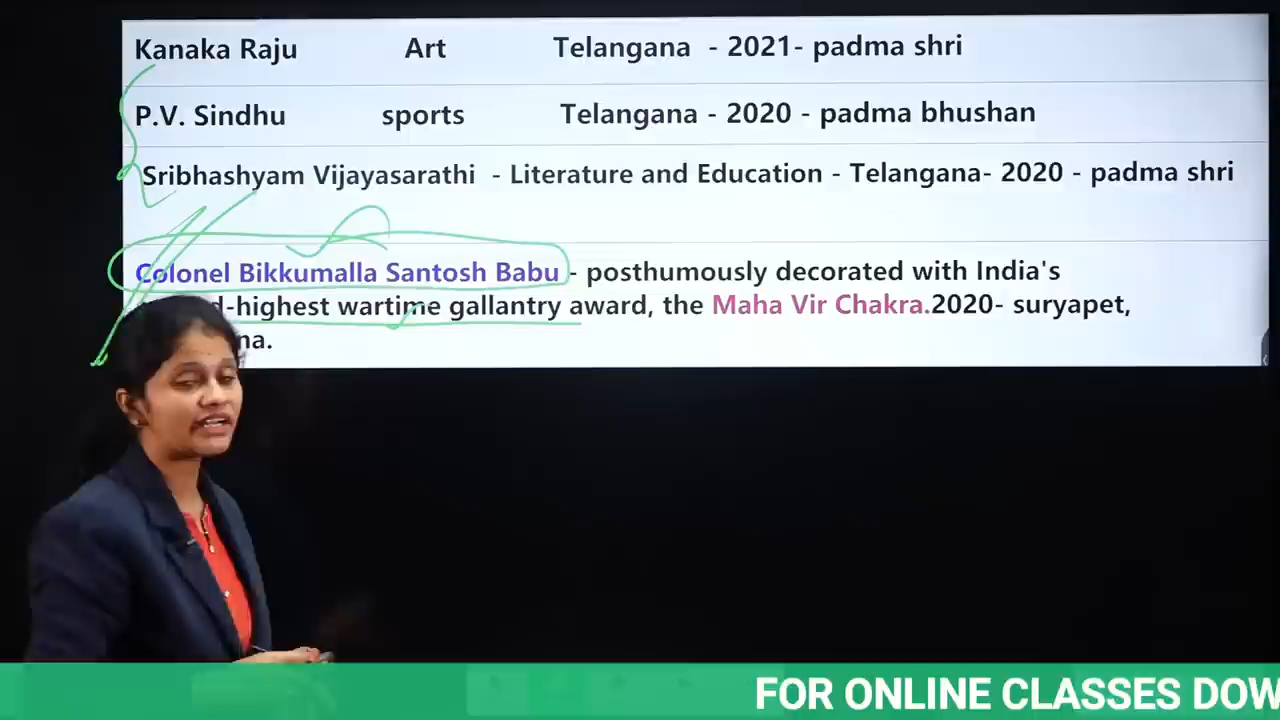 Kanaka Raju Art Telangana - 2021- padma shri
P.V. Sindhu sports Telangana - 2020 - padma bhushan
Sribhashyam Vijayasarathi - Literature and Education - Telangana- 2020 - padma shri
Colonel Bikkumalla Santosh Babu - posthumously decorated with India's
-highest wartime gallantry award, the Maha Vir Chakra.2020- suryapet,
na.
FOR ONLINE CLASSES DOW